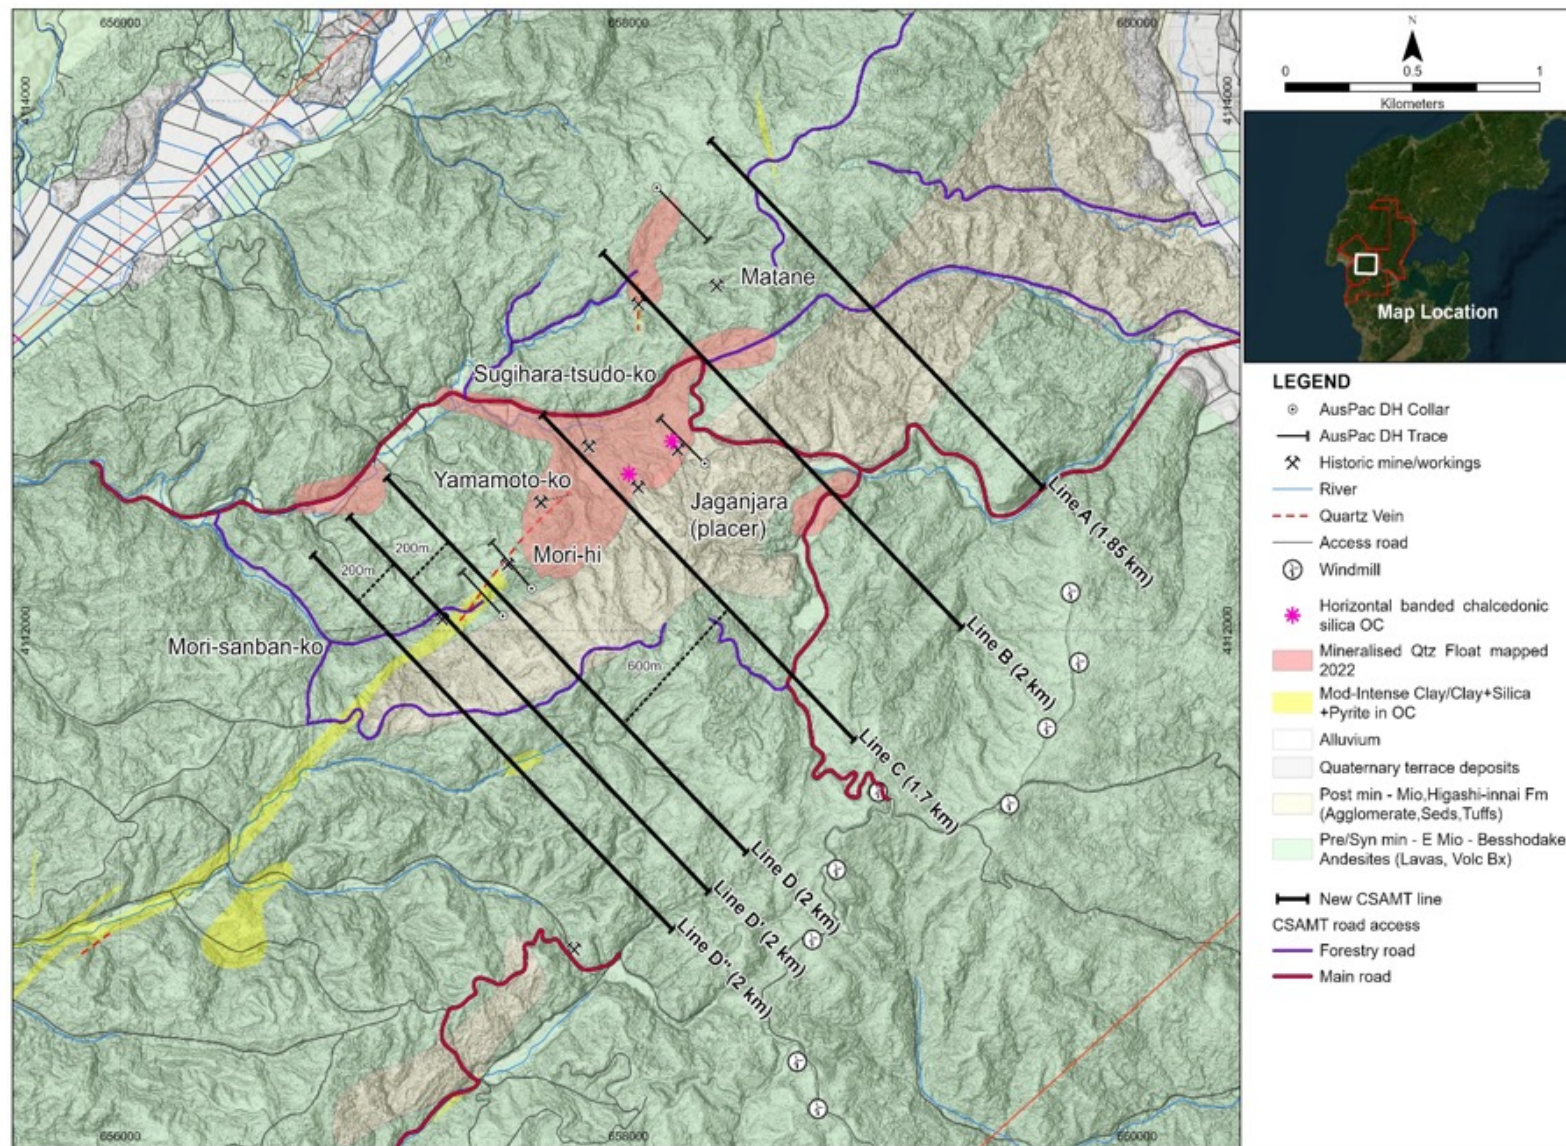 656000
658000
660000
4114000
4114000
N
0
0.5
1
Kilometers
Map Location
Matane
Sugihara-tsudo-ko
Yamamoto-ko
Jaganjara
(placer)
Mori-hi
200m
200m
Mori-sanban-ko
600m
4112000
4112000
Line A (1.85 km)
Line B (2 km)
Line C (1.7 km)
Line D (2 km)
Line D' (2 km)
Line D'' (2 km)
656000
658000
660000
LEGEND
AusPac DH Collar
AusPac DH Trace
Historic mine/workings
River
Quartz Vein
Access road
Windmill
Horizontal banded chalcedonic
silica OC
Mineralised Qtz Float mapped
2022
Mod-Intense Clay/Clay+Silica
+Pyrite in OC
Alluvium
Quaternary terrace deposits
Post min - Mio,Higashi-innai Fm
(Agglomerate,Seds,Tuffs)
Pre/Syn min - E Mio - Besshodake
Andesites (Lavas, Volc Bx)
New CSAMT line
CSAMT road access
Forestry road
Main road